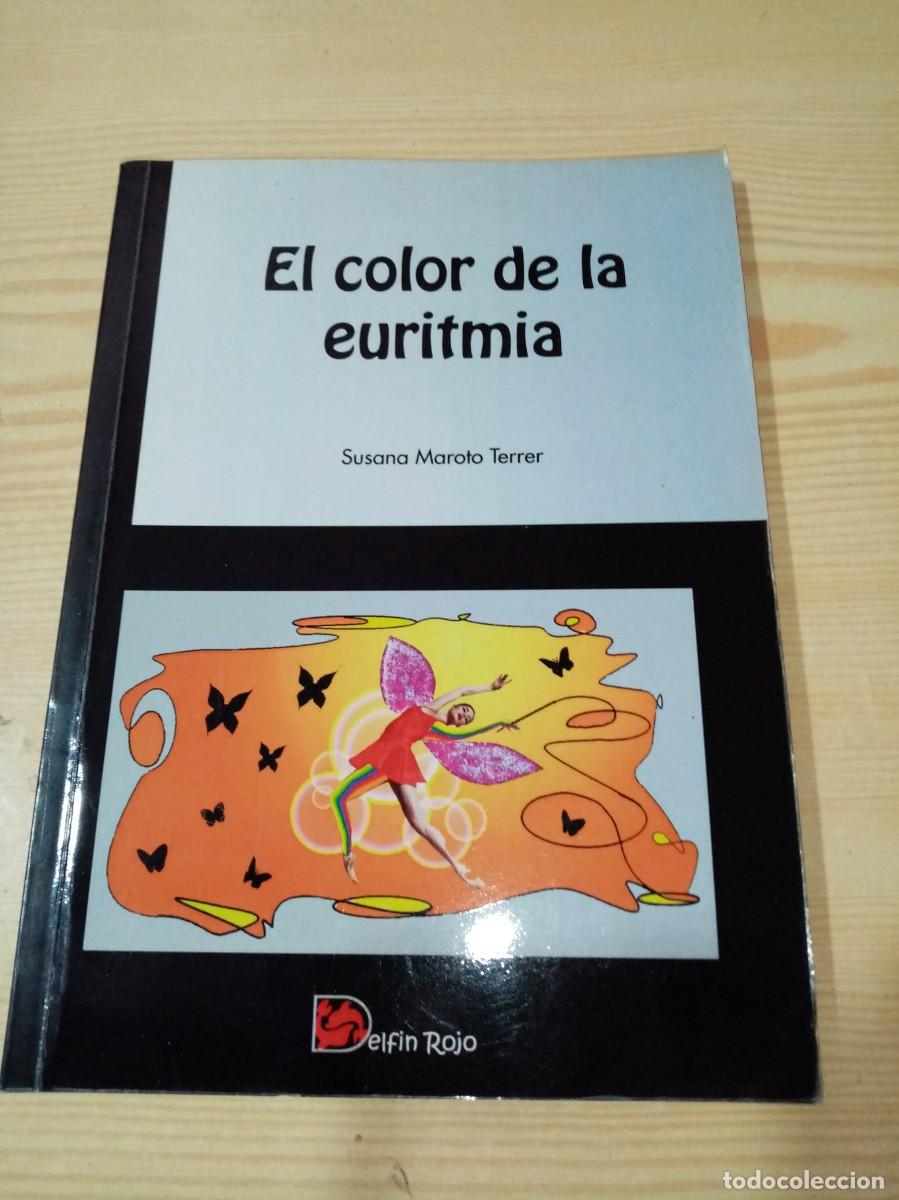 El color de la
euritmia
Susana Maroto Terrer
Delfin Rojo
todocoleccion